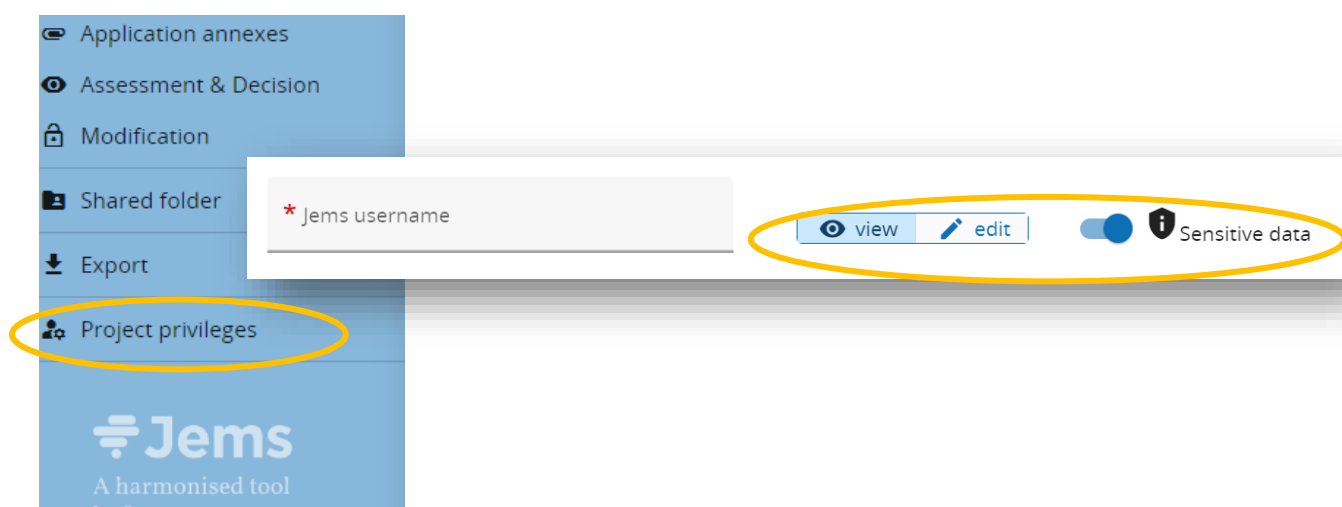 Application annexes
Assessment & Decision
Modification
Shared folder
* Jems username
view
edit
Sensitive data
Export
Project privileges
Jems
A harmonised tool